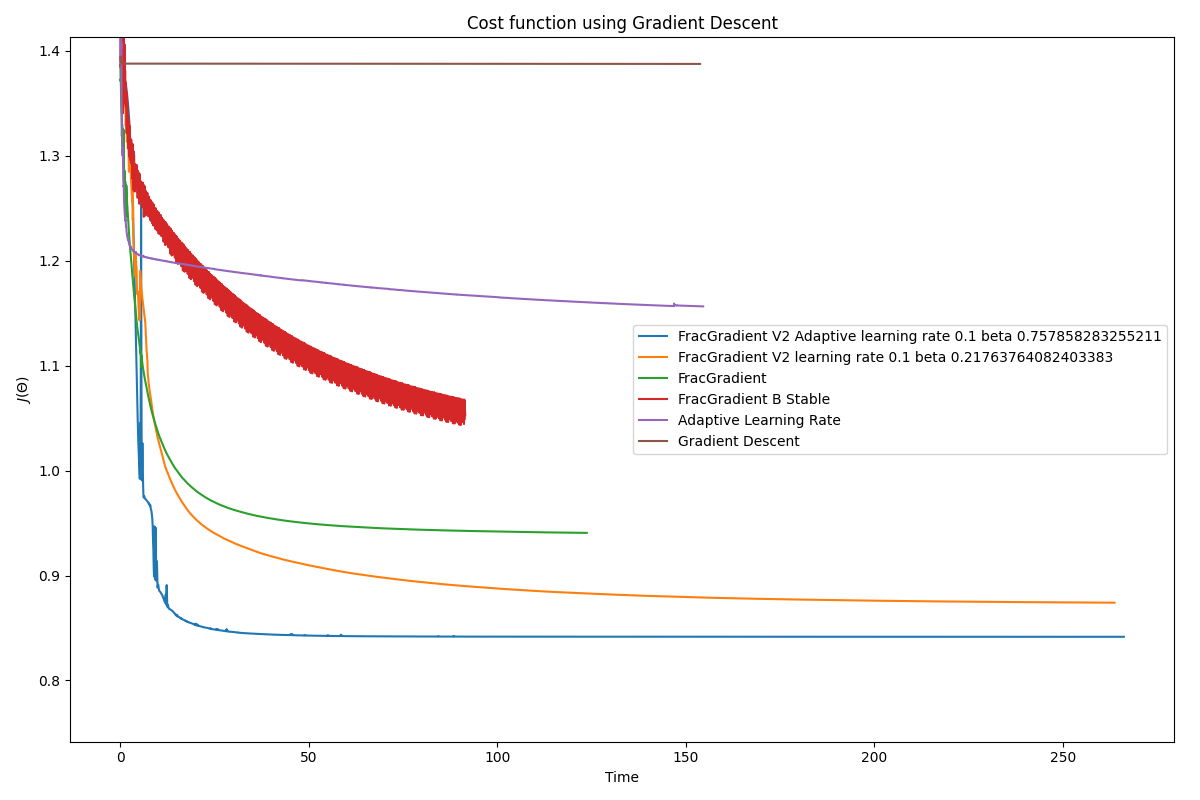 Cost function using Gradient Descent
1.4
1.3
1.2
1.1
1.0
0.9
0.8
J(Θ)
FracGradient V2 Adaptive learning rate 0.1 beta 0.757858283255211
FracGradient V2 learning rate 0.1 beta 0.21763764082403383
FracGradient
FracGradient B Stable
Adaptive Learning Rate
Gradient Descent
0 50 100 150 200 250
Time